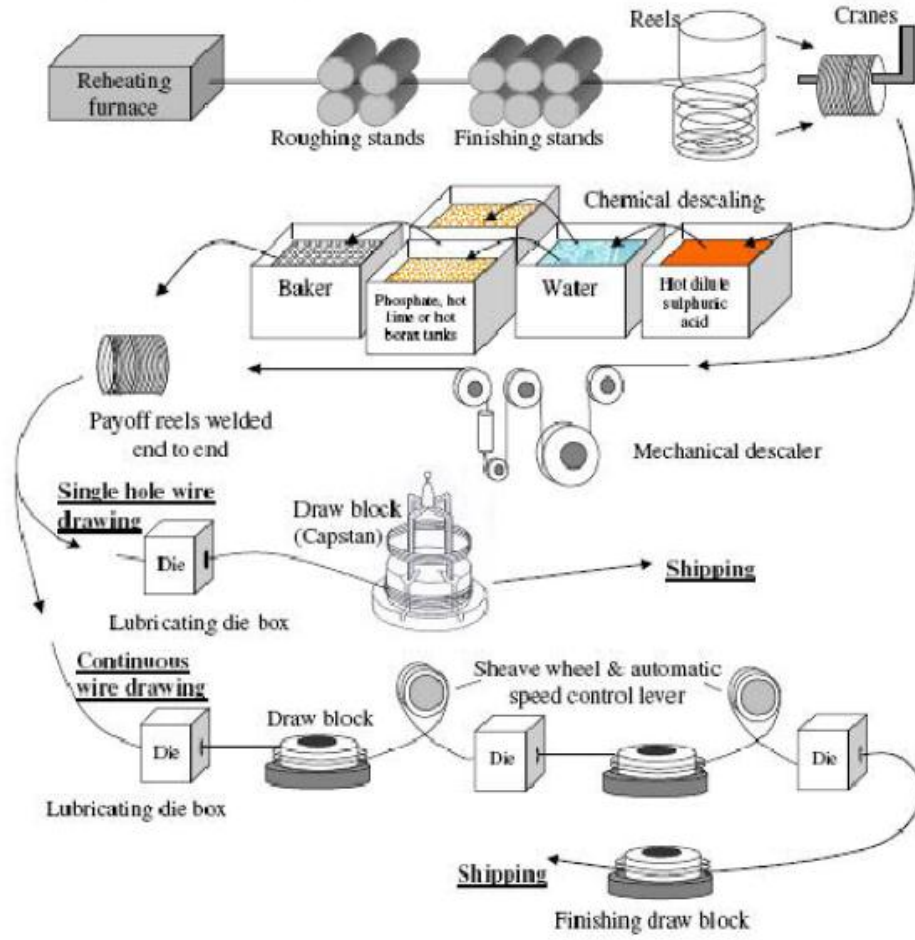 Reels
Cranes
Reheating
furnace
Roughing stands
Finishing stands
Chemical descaling
Baker
Phosphate, hot
lime or hot
borax tanks
Water
Hot dilute
sulphuric
acid
Payoff reels welded
end to end
Mechanical descaler
Single hole wire
drawing
Die
Lubricating die box
Draw block
(Capstan)
Shipping
Continuous
wire drawing
Sheave wheel & automatic
speed control lever
Die
Draw block
Die
Die
Lubricating die box
Shipping
Finishing draw block